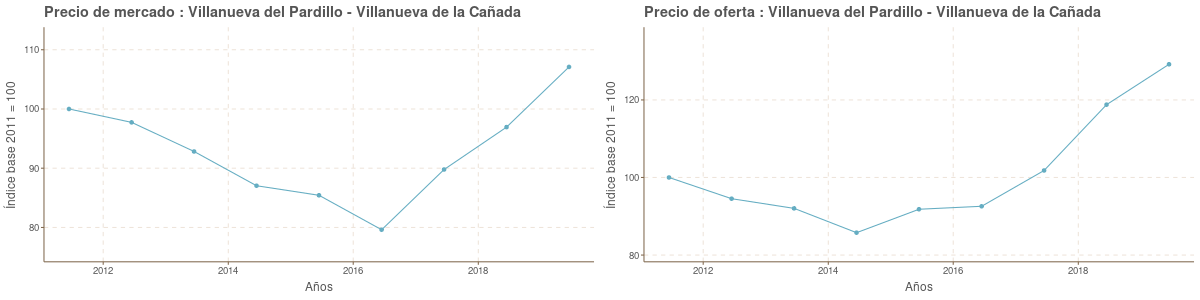 Precio de mercado : Villanueva del Pardillo - Villanueva de la Cañada
110
100
90
80
Índice base 2011 = 100
2012
2014
2016
2018
Años
Precio de oferta : Villanueva del Pardillo - Villanueva de la Cañada
120
100
80
Índice base 2011 = 100
2012
2014
2016
2018
Años